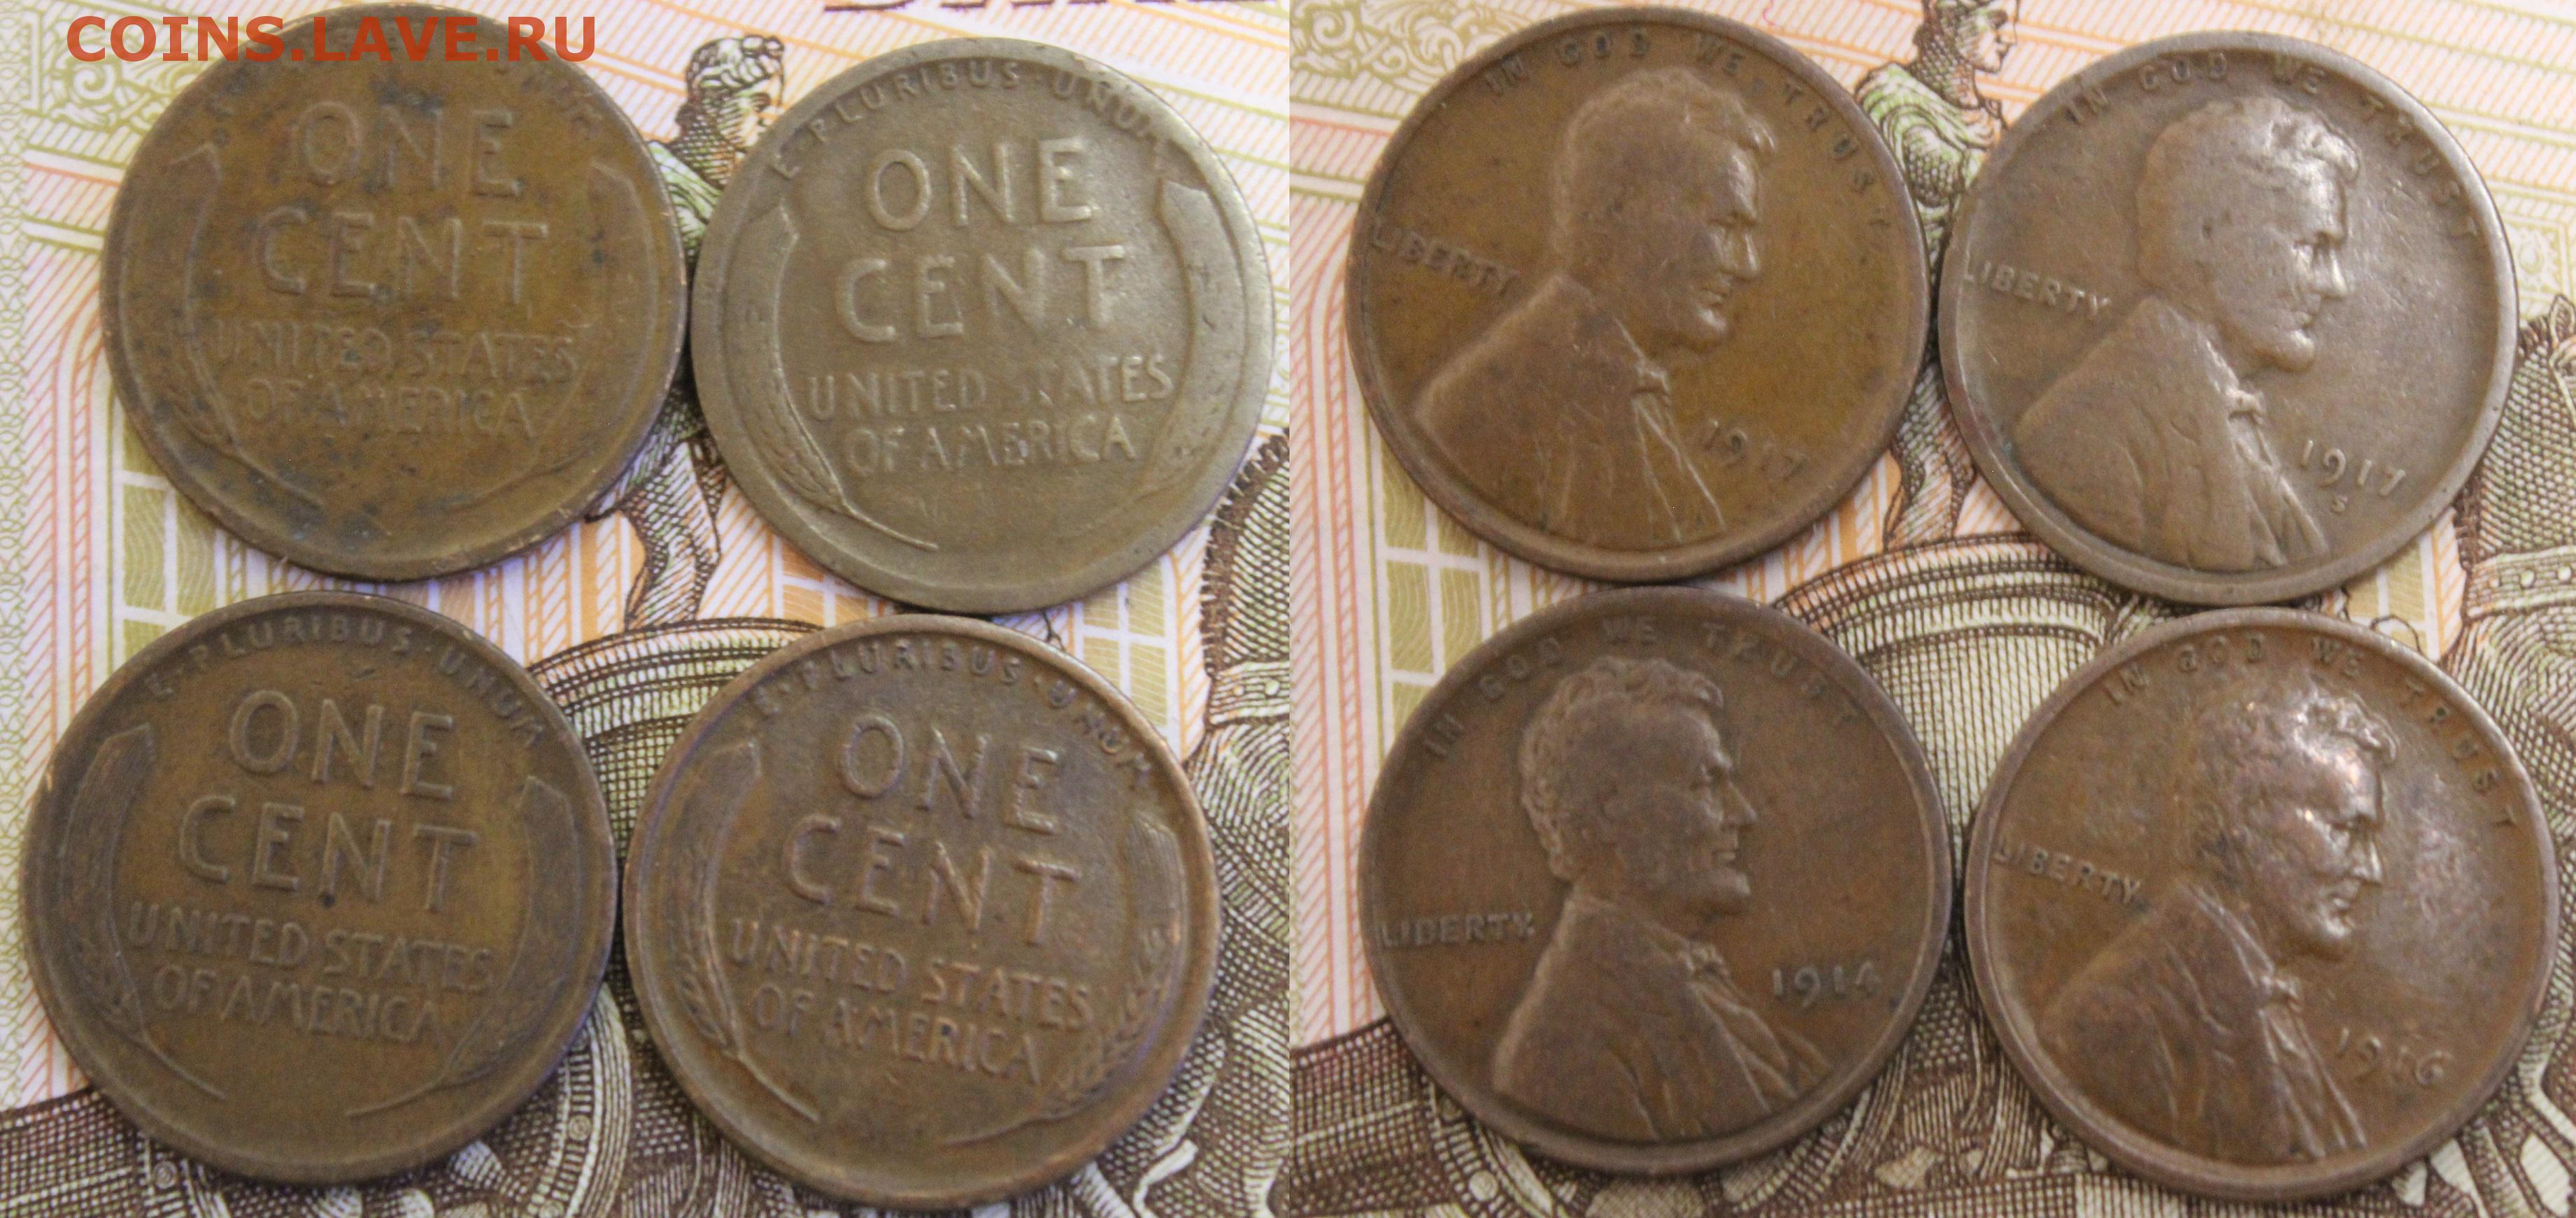 COINS.LAVE.RU
ONE
CENT
UNITED STATES
OF AMERICA
E·PLURIBUS·UNUM
ONE
CENT
UNITED STATES
OF AMERICA
E·PLURIBUS·UNUM
ONE
CENT
UNITED STATES
OF AMERICA
E·PLURIBUS·UNUM
ONE
CENT
UNITED STATES
OF AMERICA
IN GOD WE TRUST
LIBERTY
1917
IN GOD WE TRUST
LIBERTY
1917
S
IN GOD WE TRUST
LIBERTY
1914
IN GOD WE TRUST
LIBERTY